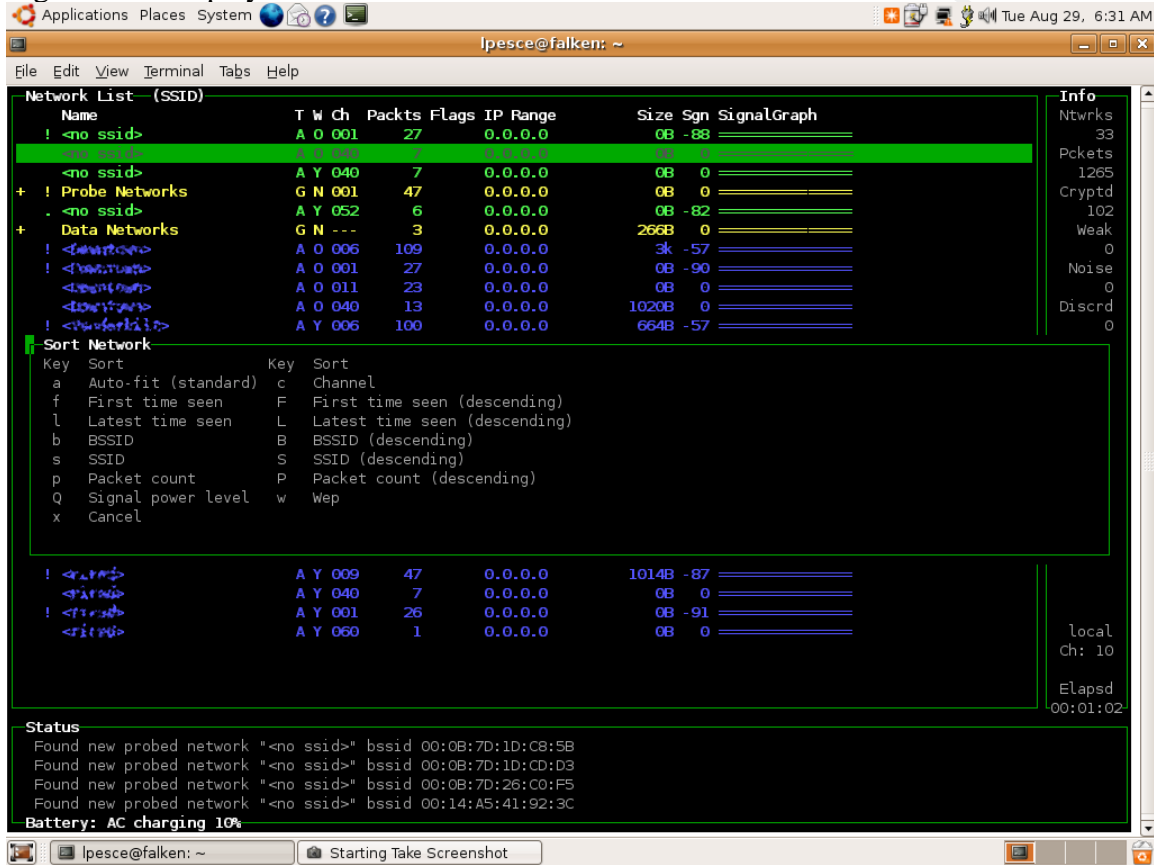 Applications Places System Tue Aug 29, 6:31 AM
lpesce@falken: ~
File Edit View Terminal Tabs Help
Network List—(SSID) Info
Name T W Ch Packts Flags IP Range Size Sgn SignalGraph Ntwrks
! <no ssid> A O 001 27 0.0.0.0 0B -88 33
<no ssid> A O 040 7 0.0.0.0 0B 0 Pckets
<no ssid> A Y 040 7 0.0.0.0 0B 0 1265
+ ! Probe Networks G N 001 47 0.0.0.0 0B 0 Cryptd
. <no ssid> A Y 052 6 0.0.0.0 0B -82 102
+ Data Networks G N --- 3 0.0.0.0 266B 0 Weak
! A O 006 109 0.0.0.0 3k -57 0
! A O 001 27 0.0.0.0 0B -90 Noise
A O 011 23 0.0.0.0 0B 0 0
A O 040 13 0.0.0.0 1020B 0 Discrd
! A Y 006 100 0.0.0.0 664B -57 0
Sort Network
Key Sort Key Sort
a Auto-fit (standard) c Channel
f First time seen F First time seen (descending)
l Latest time seen L Latest time seen (descending)
b BSSID B BSSID (descending)
s SSID S SSID (descending)
p Packet count P Packet count (descending)
Q Signal power level w Wep
x Cancel
! A Y 009 47 0.0.0.0 1014B -87
A Y 040 7 0.0.0.0 0B 0
! A Y 001 26 0.0.0.0 0B -91
A Y 060 1 0.0.0.0 0B 0 local
Ch: 10
Elapsd
00:01:02
Status
Found new probed network "<no ssid>" bssid 00:0B:7D:1D:C8:5B
Found new probed network "<no ssid>" bssid 00:0B:7D:1D:CD:D3
Found new probed network "<no ssid>" bssid 00:0B:7D:26:C0:F5
Found new probed network "<no ssid>" bssid 00:14:A5:41:92:3C
Battery: AC charging 10%
lpesce@falken: ~ Starting Take Screenshot